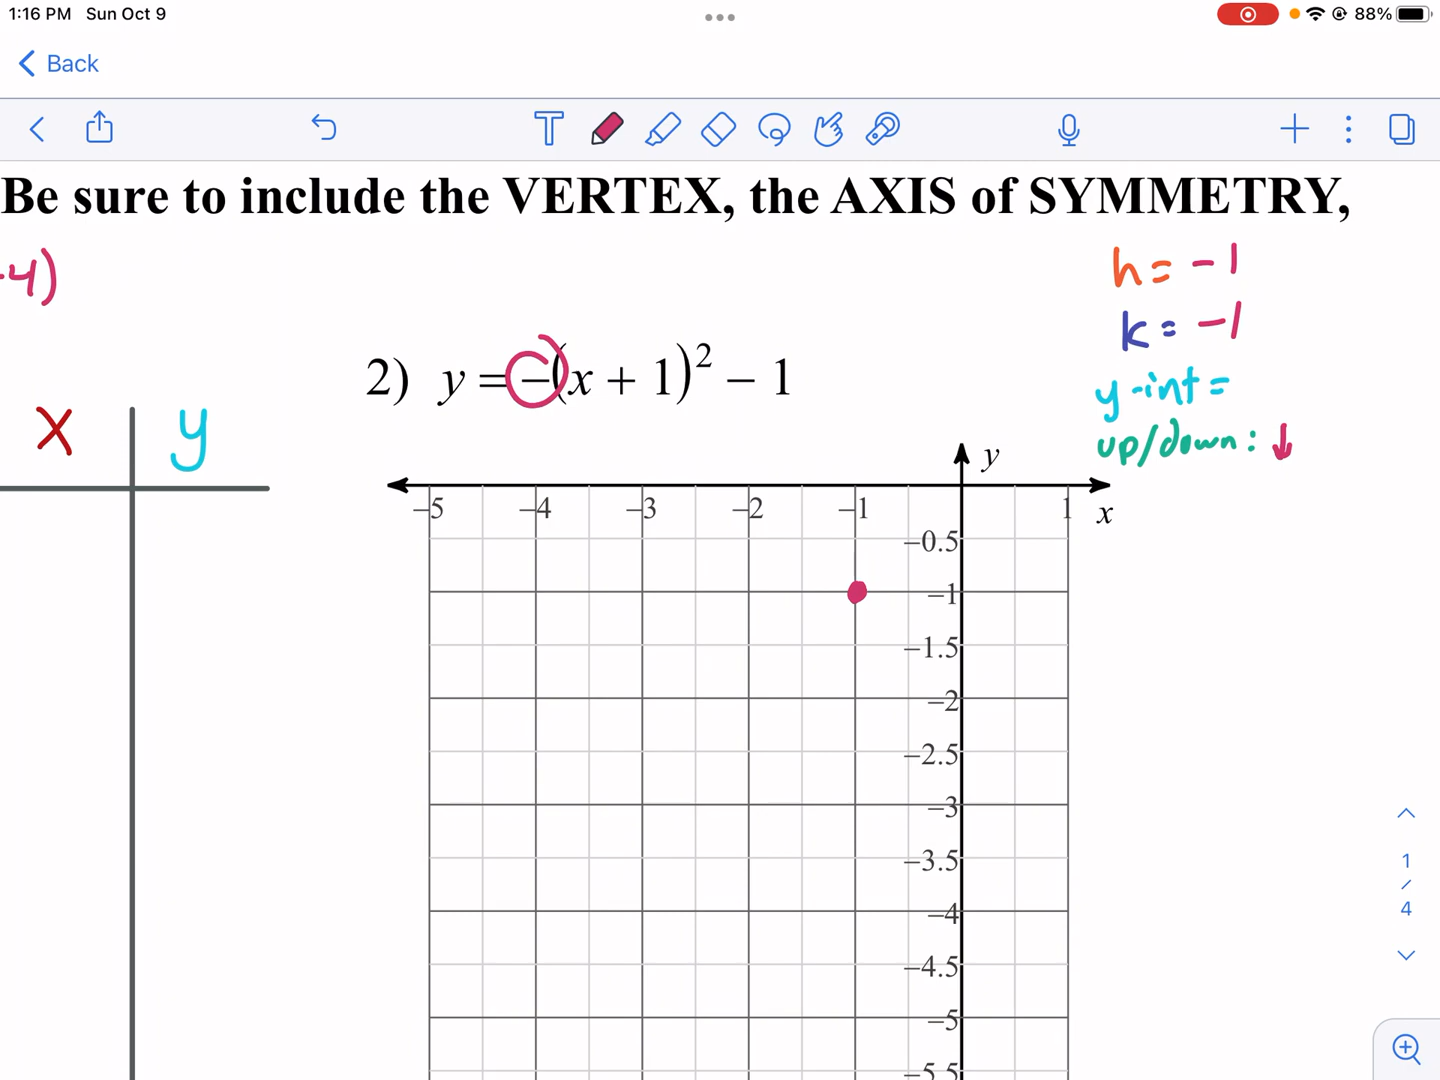 1:16 PM Sun Oct 9
88%
Back
Be sure to include the VERTEX, the AXIS of SYMMETRY,
-4)
h = -1
k = -1
y-int =
up/down: ↓
2) y = –(x + 1)² – 1
x y
y
x
–5 –4 –3 –2 –1 1
–0.5
–1
–1.5
–2
–2.5
–3
–3.5
–4
–4.5
–5
–5.5
1
/
4